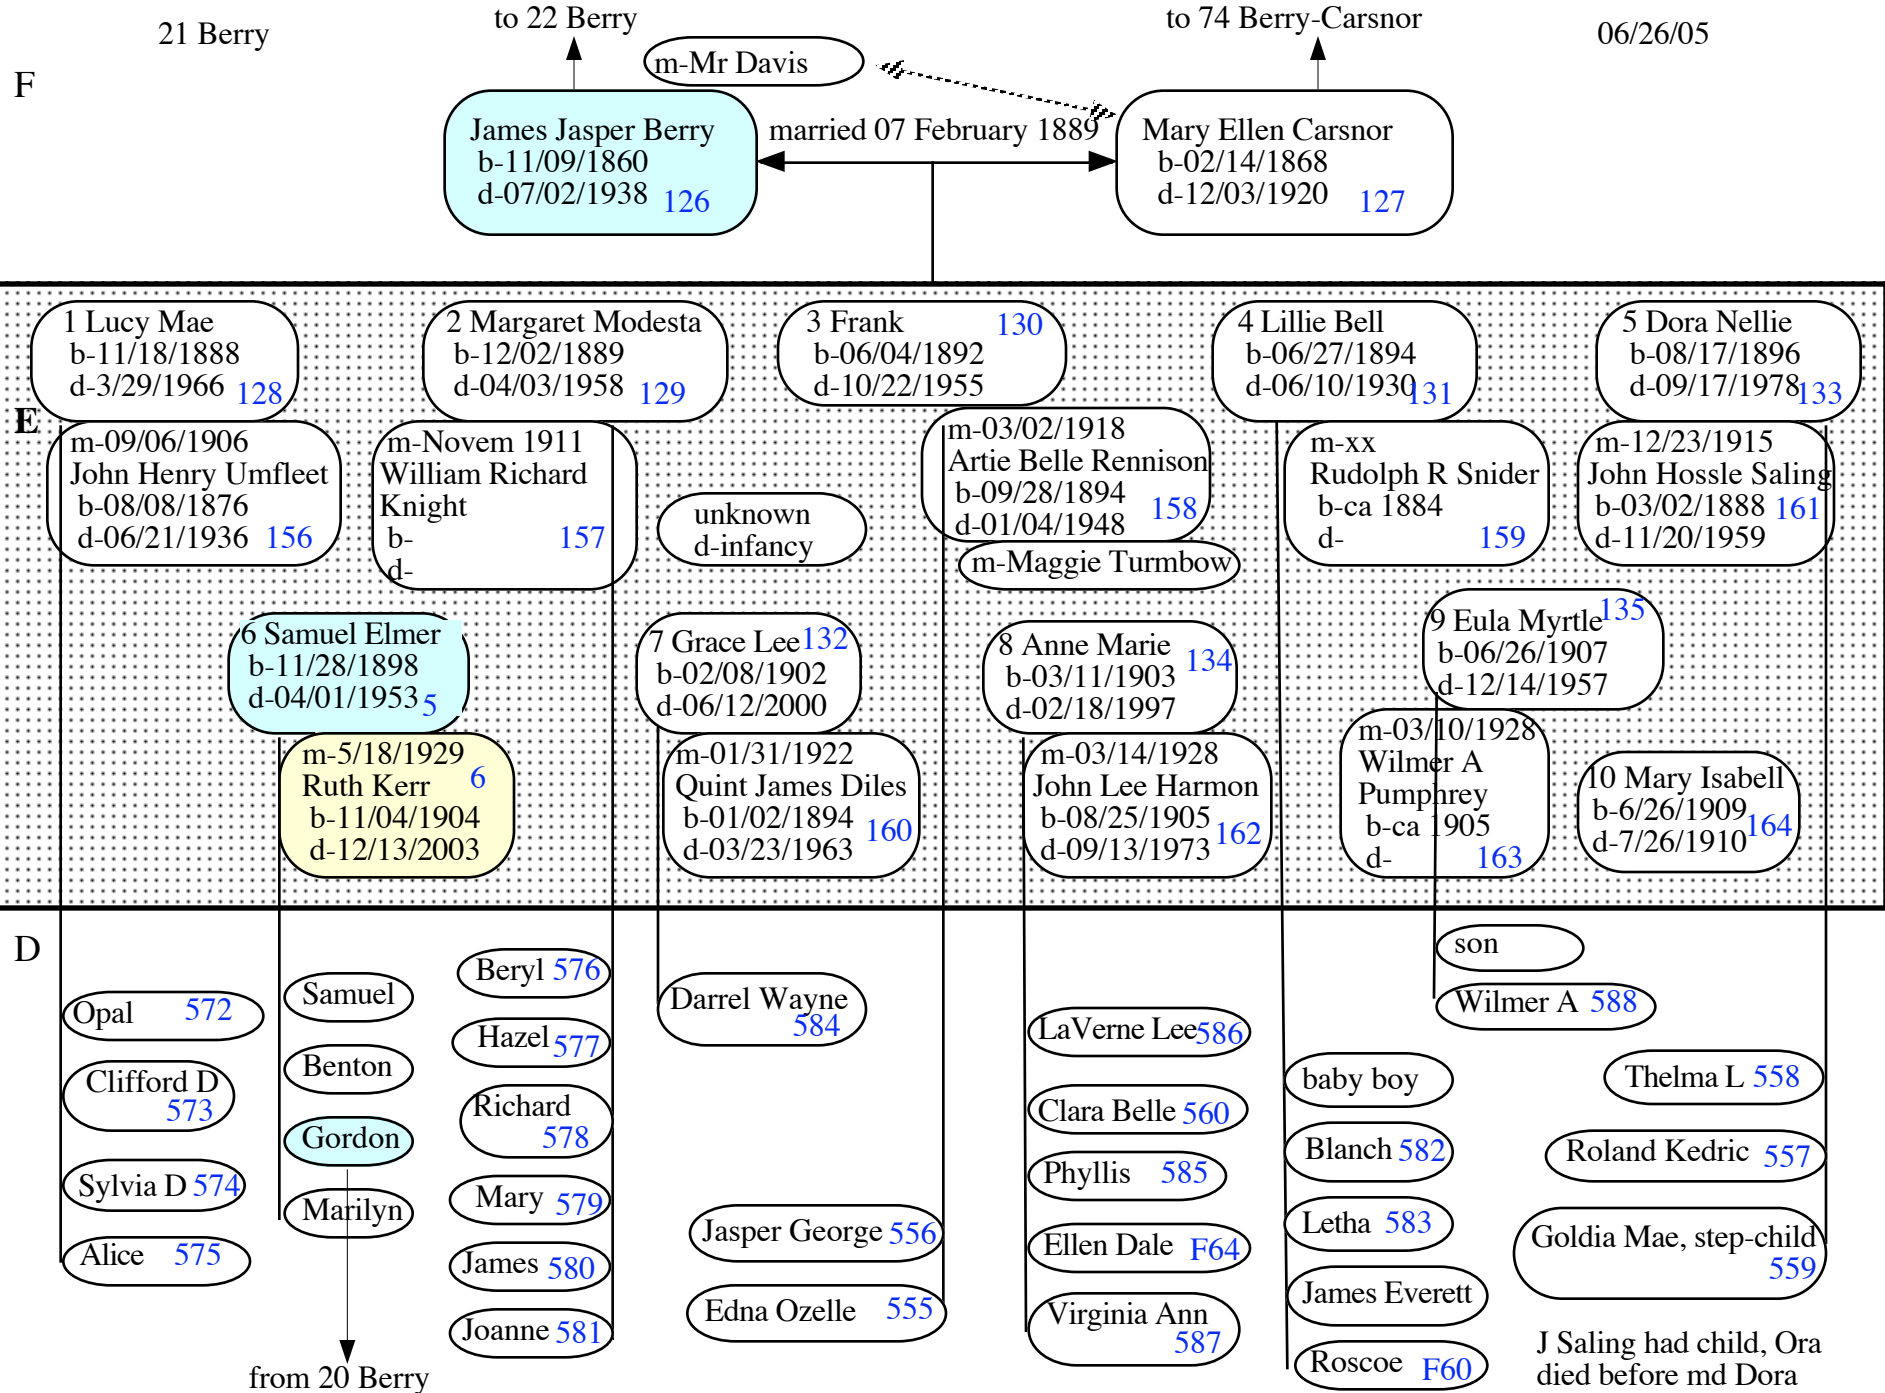 21 Berry
to 22 Berry
to 74 Berry-Carsnor
06/26/05
F
m-Mr Davis
James Jasper Berry
b-11/09/1860
d-07/02/1938 126
married 07 February 1889
Mary Ellen Carsnor
b-02/14/1868
d-12/03/1920 127
E
1 Lucy Mae
b-11/18/1888
d-3/29/1966 128
m-09/06/1906
John Henry Umfleet
b-08/08/1876
d-06/21/1936 156
2 Margaret Modesta
b-12/02/1889
d-04/03/1958 129
m-Novem 1911
William Richard
Knight
b- 157
d-
3 Frank 130
b-06/04/1892
d-10/22/1955
m-03/02/1918
Artie Belle Rennison
b-09/28/1894
d-01/04/1948 158
m-Maggie Turmbow
unknown
d-infancy
4 Lillie Bell
b-06/27/1894
d-06/10/1930 131
m-xx
Rudolph R Snider
b-ca 1884
d- 159
5 Dora Nellie
b-08/17/1896
d-09/17/1978 133
m-12/23/1915
John Hossle Saling
b-03/02/1888 161
d-11/20/1959
6 Samuel Elmer
b-11/28/1898
d-04/01/1953 5
m-5/18/1929
Ruth Kerr 6
b-11/04/1904
d-12/13/2003
7 Grace Lee 132
b-02/08/1902
d-06/12/2000
m-01/31/1922
Quint James Diles
b-01/02/1894
d-03/23/1963 160
8 Anne Marie 134
b-03/11/1903
d-02/18/1997
m-03/14/1928
John Lee Harmon
b-08/25/1905
d-09/13/1973 162
9 Eula Myrtle 135
b-06/26/1907
d-12/14/1957
m-03/10/1928
Wilmer A
Pumphrey
b-ca 1905
d- 163
10 Mary Isabell
b-6/26/1909
d-7/26/1910 164
D
Opal 572
Clifford D
573
Sylvia D 574
Alice 575
Samuel
Benton
Gordon
Marilyn
from 20 Berry
Beryl 576
Hazel 577
Richard
578
Mary 579
James 580
Joanne 581
Darrel Wayne
584
Jasper George 556
Edna Ozelle 555
LaVerne Lee 586
Clara Belle 560
Phyllis 585
Ellen Dale F64
Virginia Ann
587
baby boy
Blanch 582
Letha 583
James Everett
Roscoe F60
son
Wilmer A 588
Thelma L 558
Roland Kedric 557
Goldia Mae, step-child
559
J Saling had child, Ora
died before md Dora